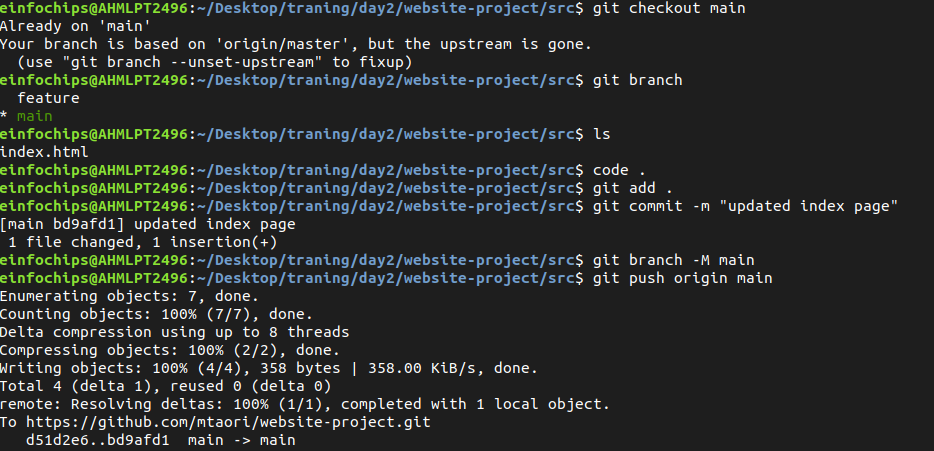 einfochips@AHMLPT2496:~/Desktop/traning/day2/website-project/src$ git checkout main
Already on 'main'
Your branch is based on 'origin/master', but the upstream is gone.
  (use "git branch --unset-upstream" to fixup)
einfochips@AHMLPT2496:~/Desktop/traning/day2/website-project/src$ git branch
  feature
* main
einfochips@AHMLPT2496:~/Desktop/traning/day2/website-project/src$ ls
index.html
einfochips@AHMLPT2496:~/Desktop/traning/day2/website-project/src$ code .
einfochips@AHMLPT2496:~/Desktop/traning/day2/website-project/src$ git add .
einfochips@AHMLPT2496:~/Desktop/traning/day2/website-project/src$ git commit -m "updated index page"
[main bd9afd1] updated index page
 1 file changed, 1 insertion(+)
einfochips@AHMLPT2496:~/Desktop/traning/day2/website-project/src$ git branch -M main
einfochips@AHMLPT2496:~/Desktop/traning/day2/website-project/src$ git push origin main
Enumerating objects: 7, done.
Counting objects: 100% (7/7), done.
Delta compression using up to 8 threads
Compressing objects: 100% (2/2), done.
Writing objects: 100% (4/4), 358 bytes | 358.00 KiB/s, done.
Total 4 (delta 1), reused 0 (delta 0)
remote: Resolving deltas: 100% (1/1), completed with 1 local object.
To https://github.com/mtaori/website-project.git
   d51d2e6..bd9afd1  main -> main